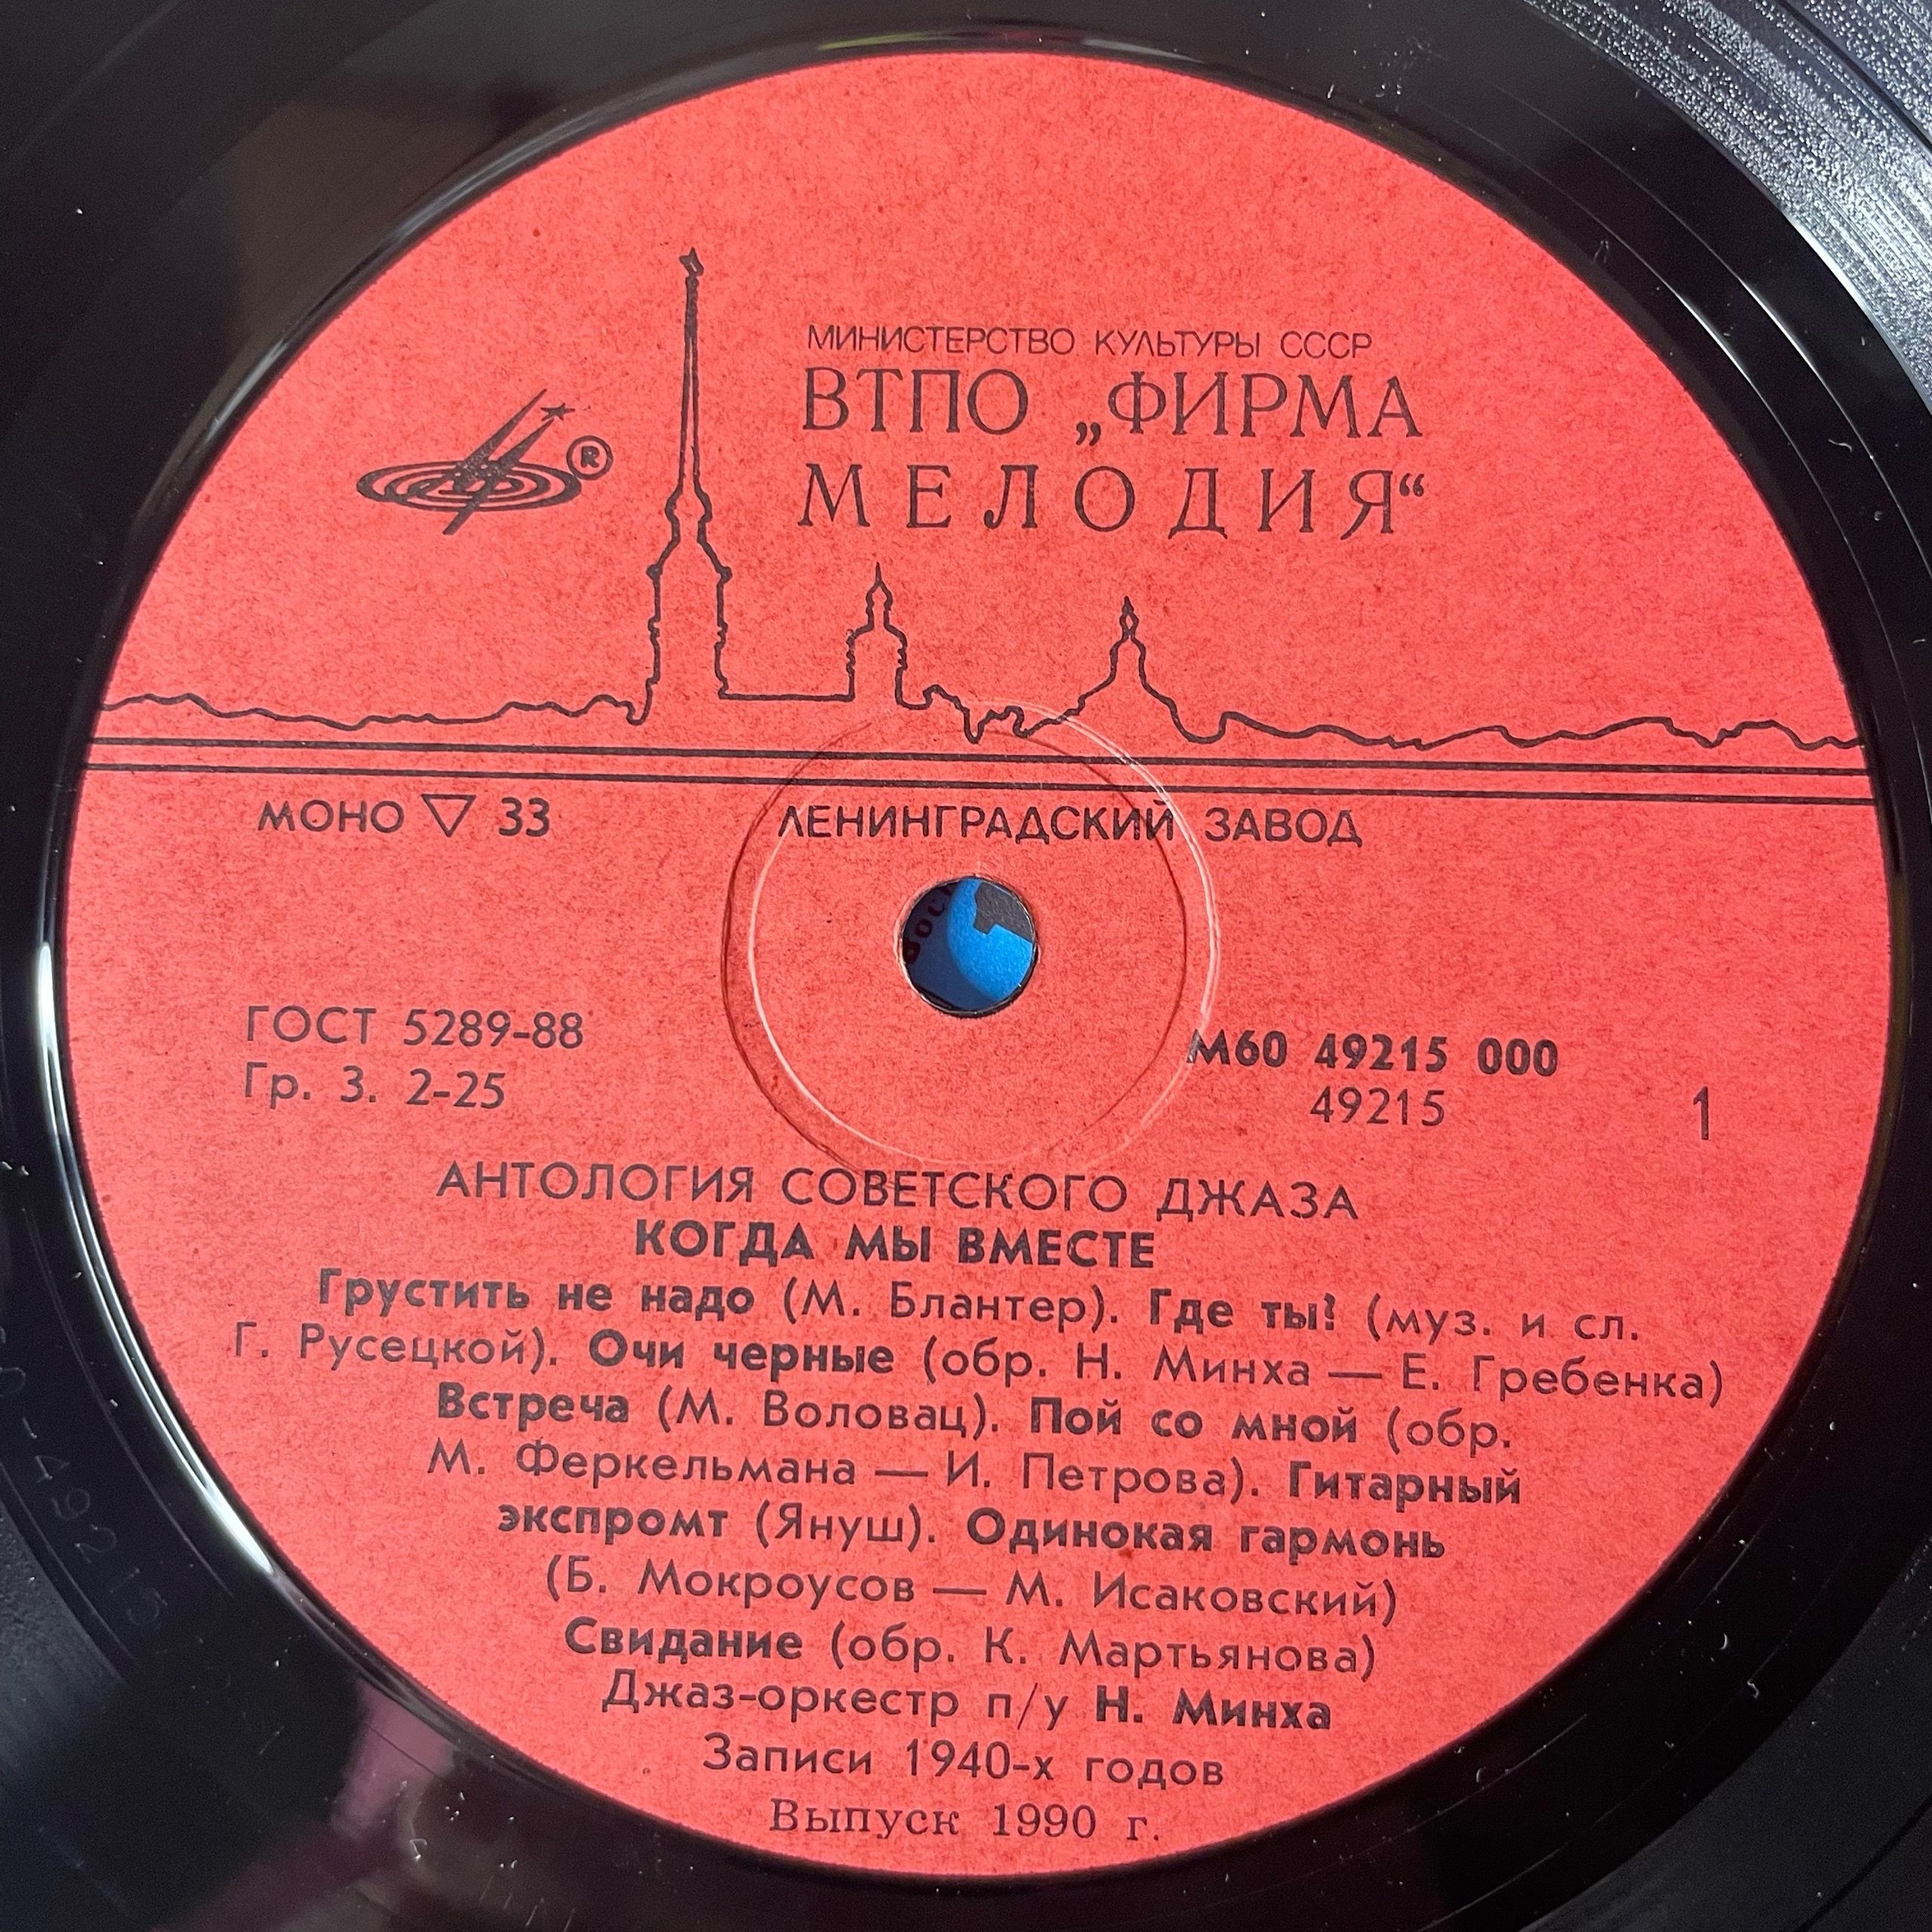 МИНИСТЕРСТВО КУЛЬТУРЫ СССР
ВТПО „ФИРМА
МЕЛОДИЯ“
®
МОНО ▽ 33
ЛЕНИНГРАДСКИЙ ЗАВОД
ГОСТ 5289-88
Гр. 3. 2-25
М60 49215 000
49215
1
АНТОЛОГИЯ СОВЕТСКОГО ДЖАЗА
КОГДА МЫ ВМЕСТЕ
Грустить не надо (М. Блантер). Где ты? (муз. и сл.
Г. Русецкой). Очи черные (обр. Н. Минха — Е. Гребенка)
Встреча (М. Воловац). Пой со мной (обр.
М. Феркельмана — И. Петрова). Гитарный
экспромт (Януш). Одинокая гармонь
(Б. Мокроусов — М. Исаковский)
Свидание (обр. К. Мартьянова)
Джаз-оркестр п/у Н. Минха
Записи 1940-х годов
Выпуск 1990 г.